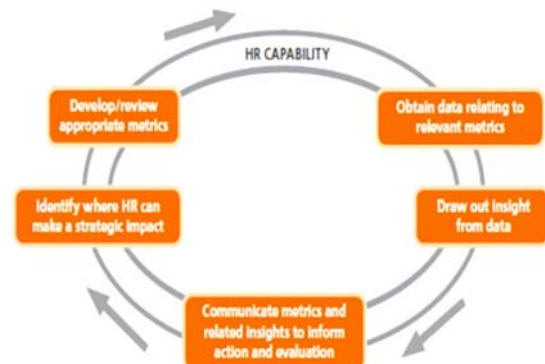 HR CAPABILITY
Develop/review
appropriate metrics
Obtain data relating to
relevant metrics
Identify where HR can
make a strategic impact
Draw out insight
from data
Communicate metrics and
related insights to inform
action and evaluation